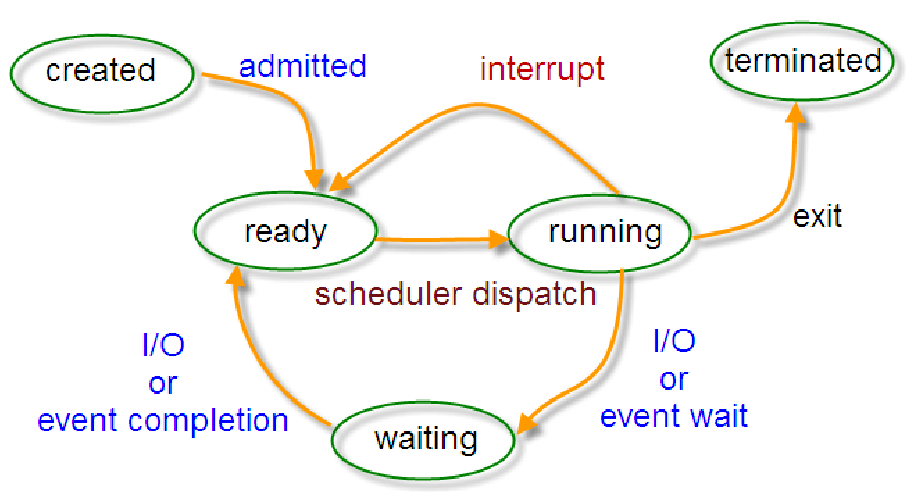 created
admitted
interrupt
terminated
ready
running
exit
scheduler dispatch
I/O
or
event completion
I/O
or
event wait
waiting